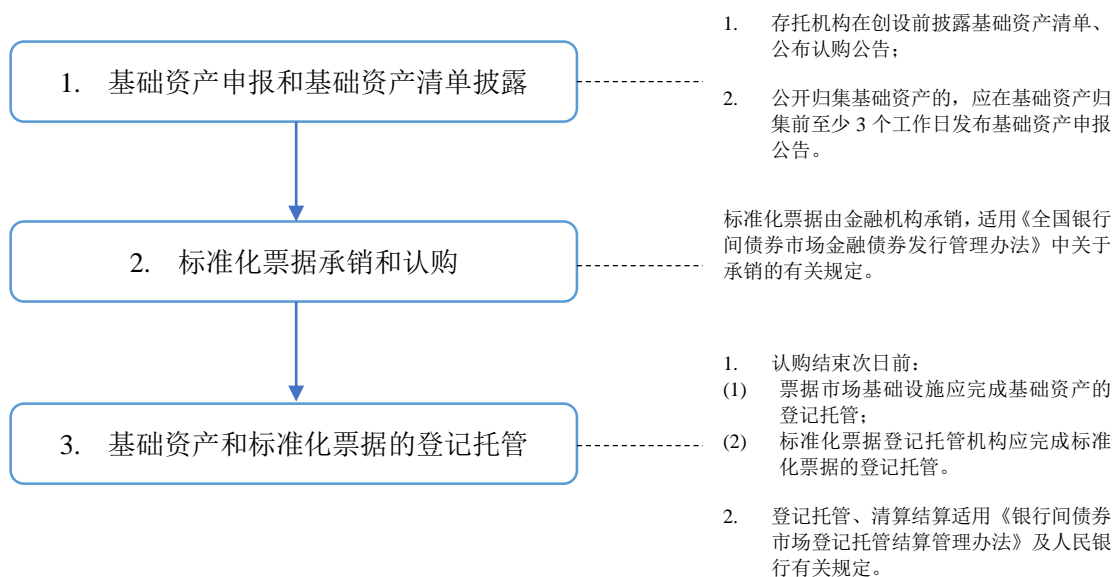 1. 基础资产申报和基础资产清单披露
1. 存托机构在创设前披露基础资产清单、
公布认购公告；
2. 公开归集基础资产的，应在基础资产归
集前至少 3 个工作日发布基础资产申报
公告。
2. 标准化票据承销和认购
标准化票据由金融机构承销，适用《全国银行
间债券市场金融债券发行管理办法》中关于
承销的有关规定。
3. 基础资产和标准化票据的登记托管
1. 认购结束次日前：
(1) 票据市场基础设施应完成基础资产的
登记托管；
(2) 标准化票据登记托管机构应完成标准
化票据的登记托管。
2. 登记托管、清算结算适用《银行间债券
市场登记托管结算管理办法》及人民银
行有关规定。